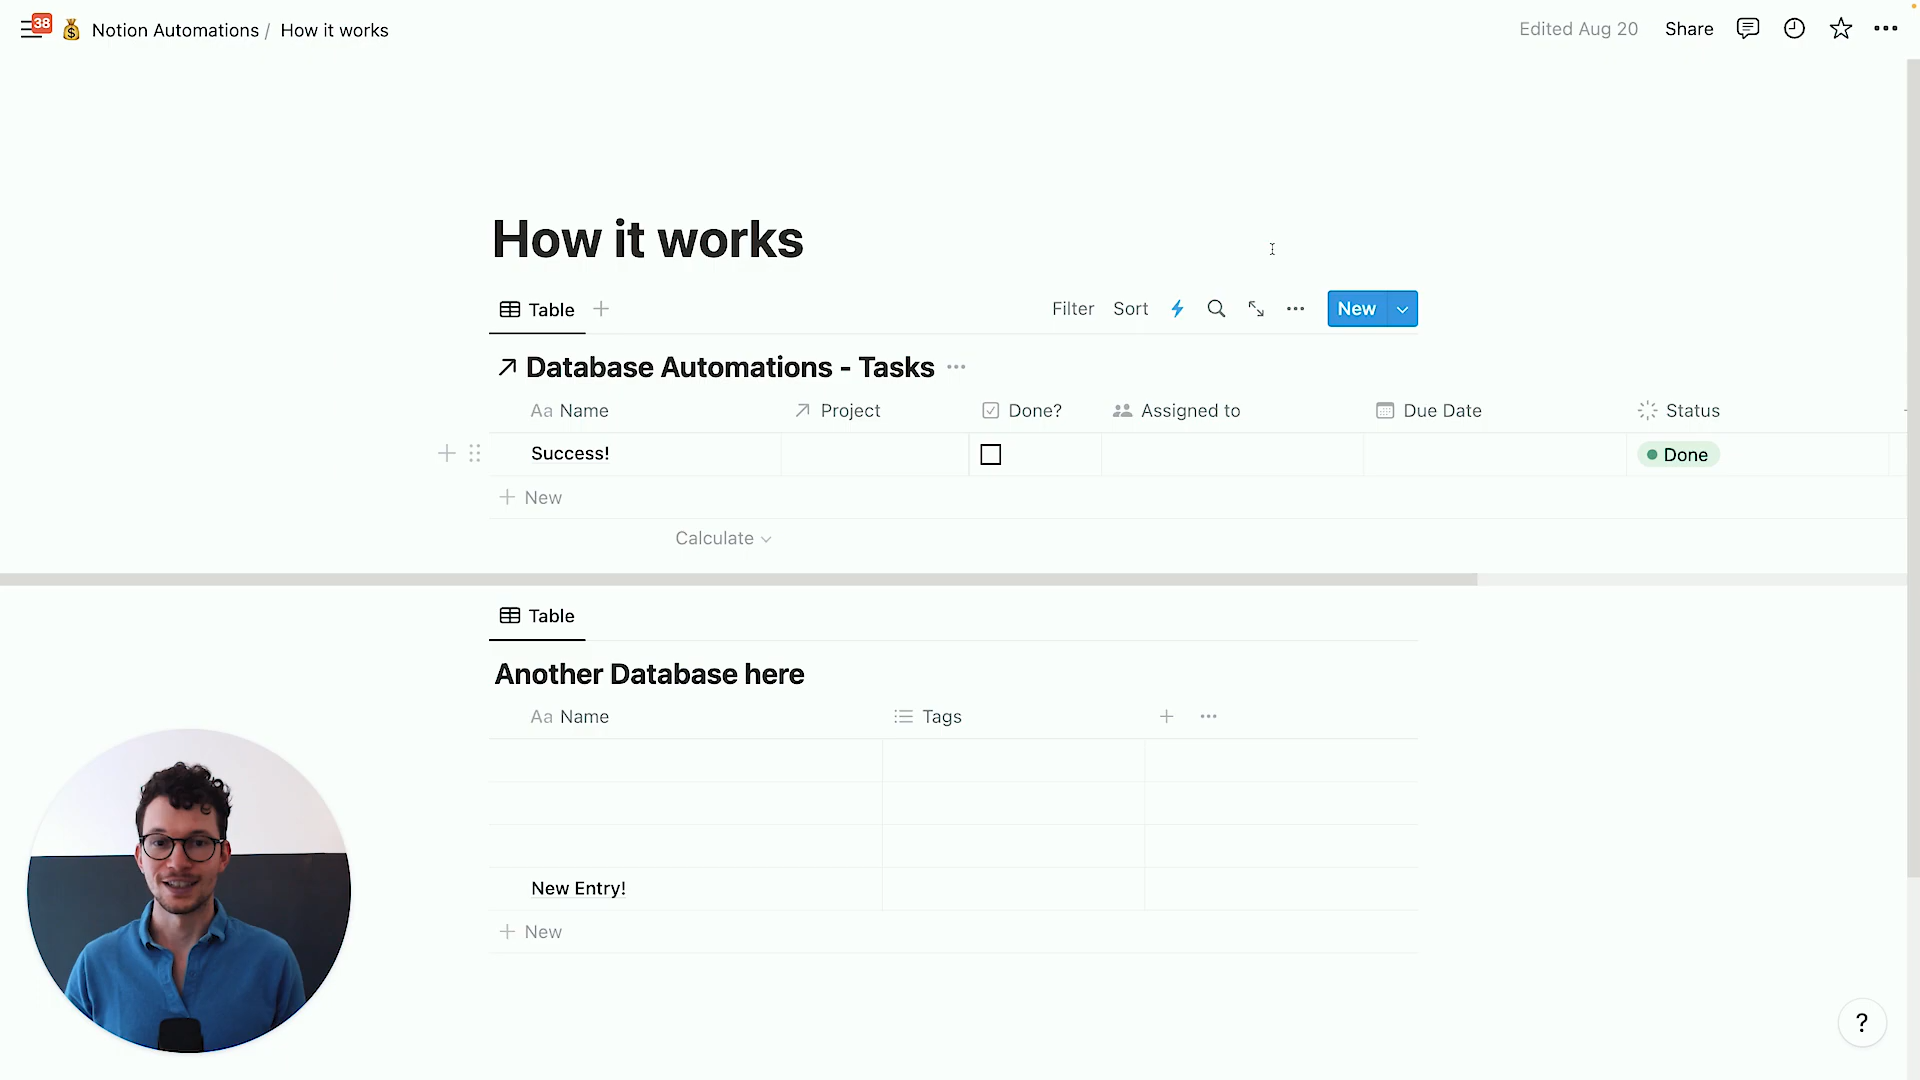 38
Notion Automations / How it works
Edited Aug 20 Share
How it works
Table Filter Sort New
Database Automations - Tasks
Aa Name Project Done? Assigned to Due Date Status
Success! Done
New
Calculate
Table
Another Database here
Aa Name Tags
New Entry!
New
?